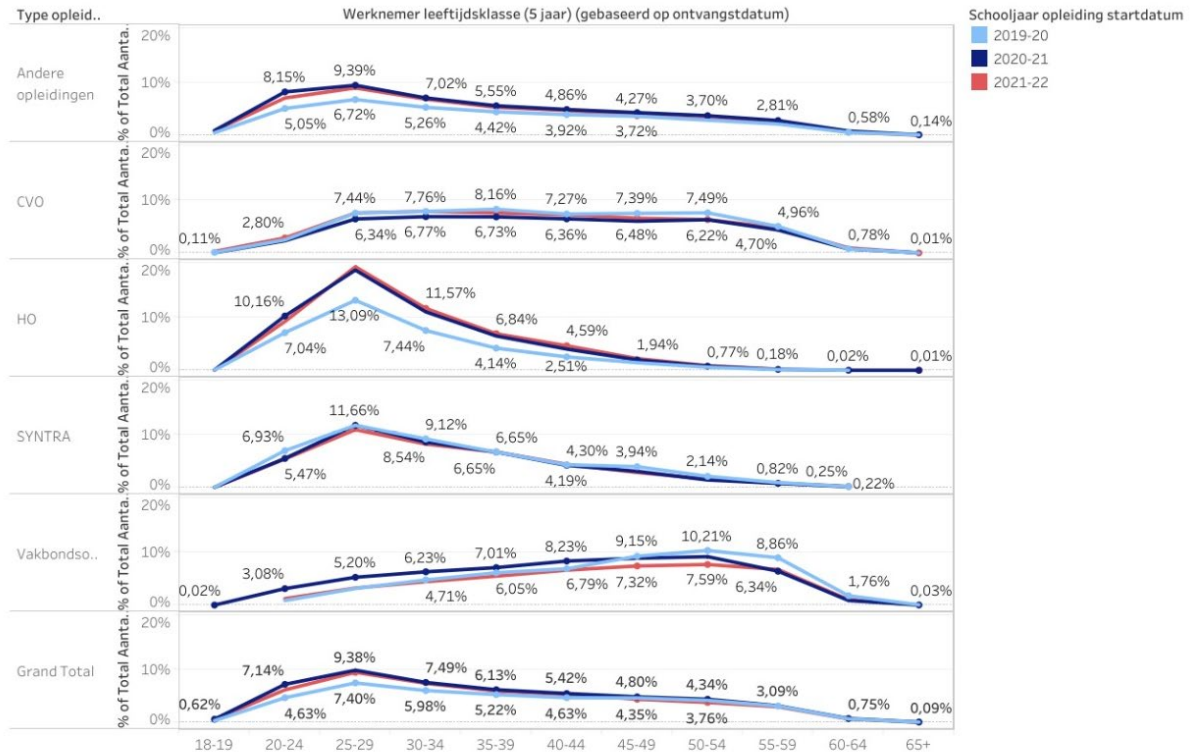 Type opleid.. Werknemer leeftijdsklasse (5 jaar) (gebaseerd op ontvangstdatum) Schooljaar opleiding startdatum
2019-20
2020-21
2021-22
Andere opleidingen
% of Total Aanta..
20%
10%
0%
8,15% 9,39% 7,02% 5,55% 4,86% 4,27% 3,70% 2,81% 0,58% 0,14%
5,05% 6,72% 5,26% 4,42% 3,92% 3,72%
CVO
% of Total Aanta..
20%
10%
0%
0,11% 2,80% 7,44% 7,76% 8,16% 7,27% 7,39% 7,49% 4,96% 0,78% 0,01%
6,34% 6,77% 6,73% 6,36% 6,48% 6,22% 4,70%
HO
% of Total Aanta..
20%
10%
0%
10,16% 11,57% 6,84% 4,59% 1,94% 0,77% 0,18% 0,02% 0,01%
7,04% 13,09% 7,44% 4,14% 2,51%
SYNTRA
% of Total Aanta..
20%
10%
0%
6,93% 11,66% 9,12% 6,65% 4,30% 3,94% 2,14% 0,82% 0,25%
5,47% 8,54% 6,65% 4,19% 0,22%
Vakbondso..
% of Total Aanta..
20%
10%
0%
0,02% 3,08% 5,20% 6,23% 7,01% 8,23% 9,15% 10,21% 8,86% 1,76% 0,03%
4,71% 6,05% 6,79% 7,32% 7,59% 6,34%
Grand Total
% of Total Aanta..
20%
10%
0%
0,62% 7,14% 9,38% 7,49% 6,13% 5,42% 4,80% 4,34% 3,09% 0,75% 0,09%
4,63% 7,40% 5,98% 5,22% 4,63% 4,35% 3,76%
18-19 20-24 25-29 30-34 35-39 40-44 45-49 50-54 55-59 60-64 65+